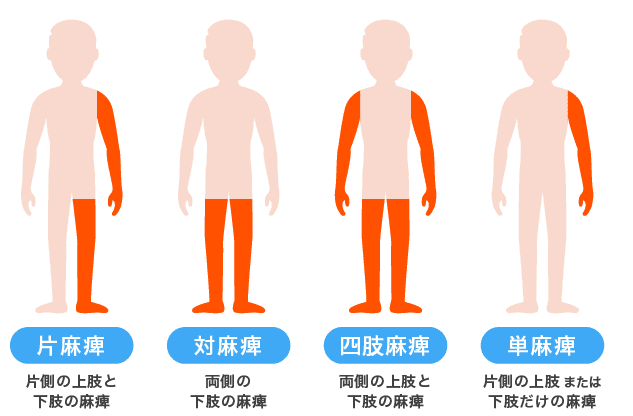 片麻痺
片側の上肢と
下肢の麻痺
対麻痺
両側の
下肢の麻痺
四肢麻痺
両側の上肢と
下肢の麻痺
単麻痺
片側の上肢 または
下肢だけの麻痺